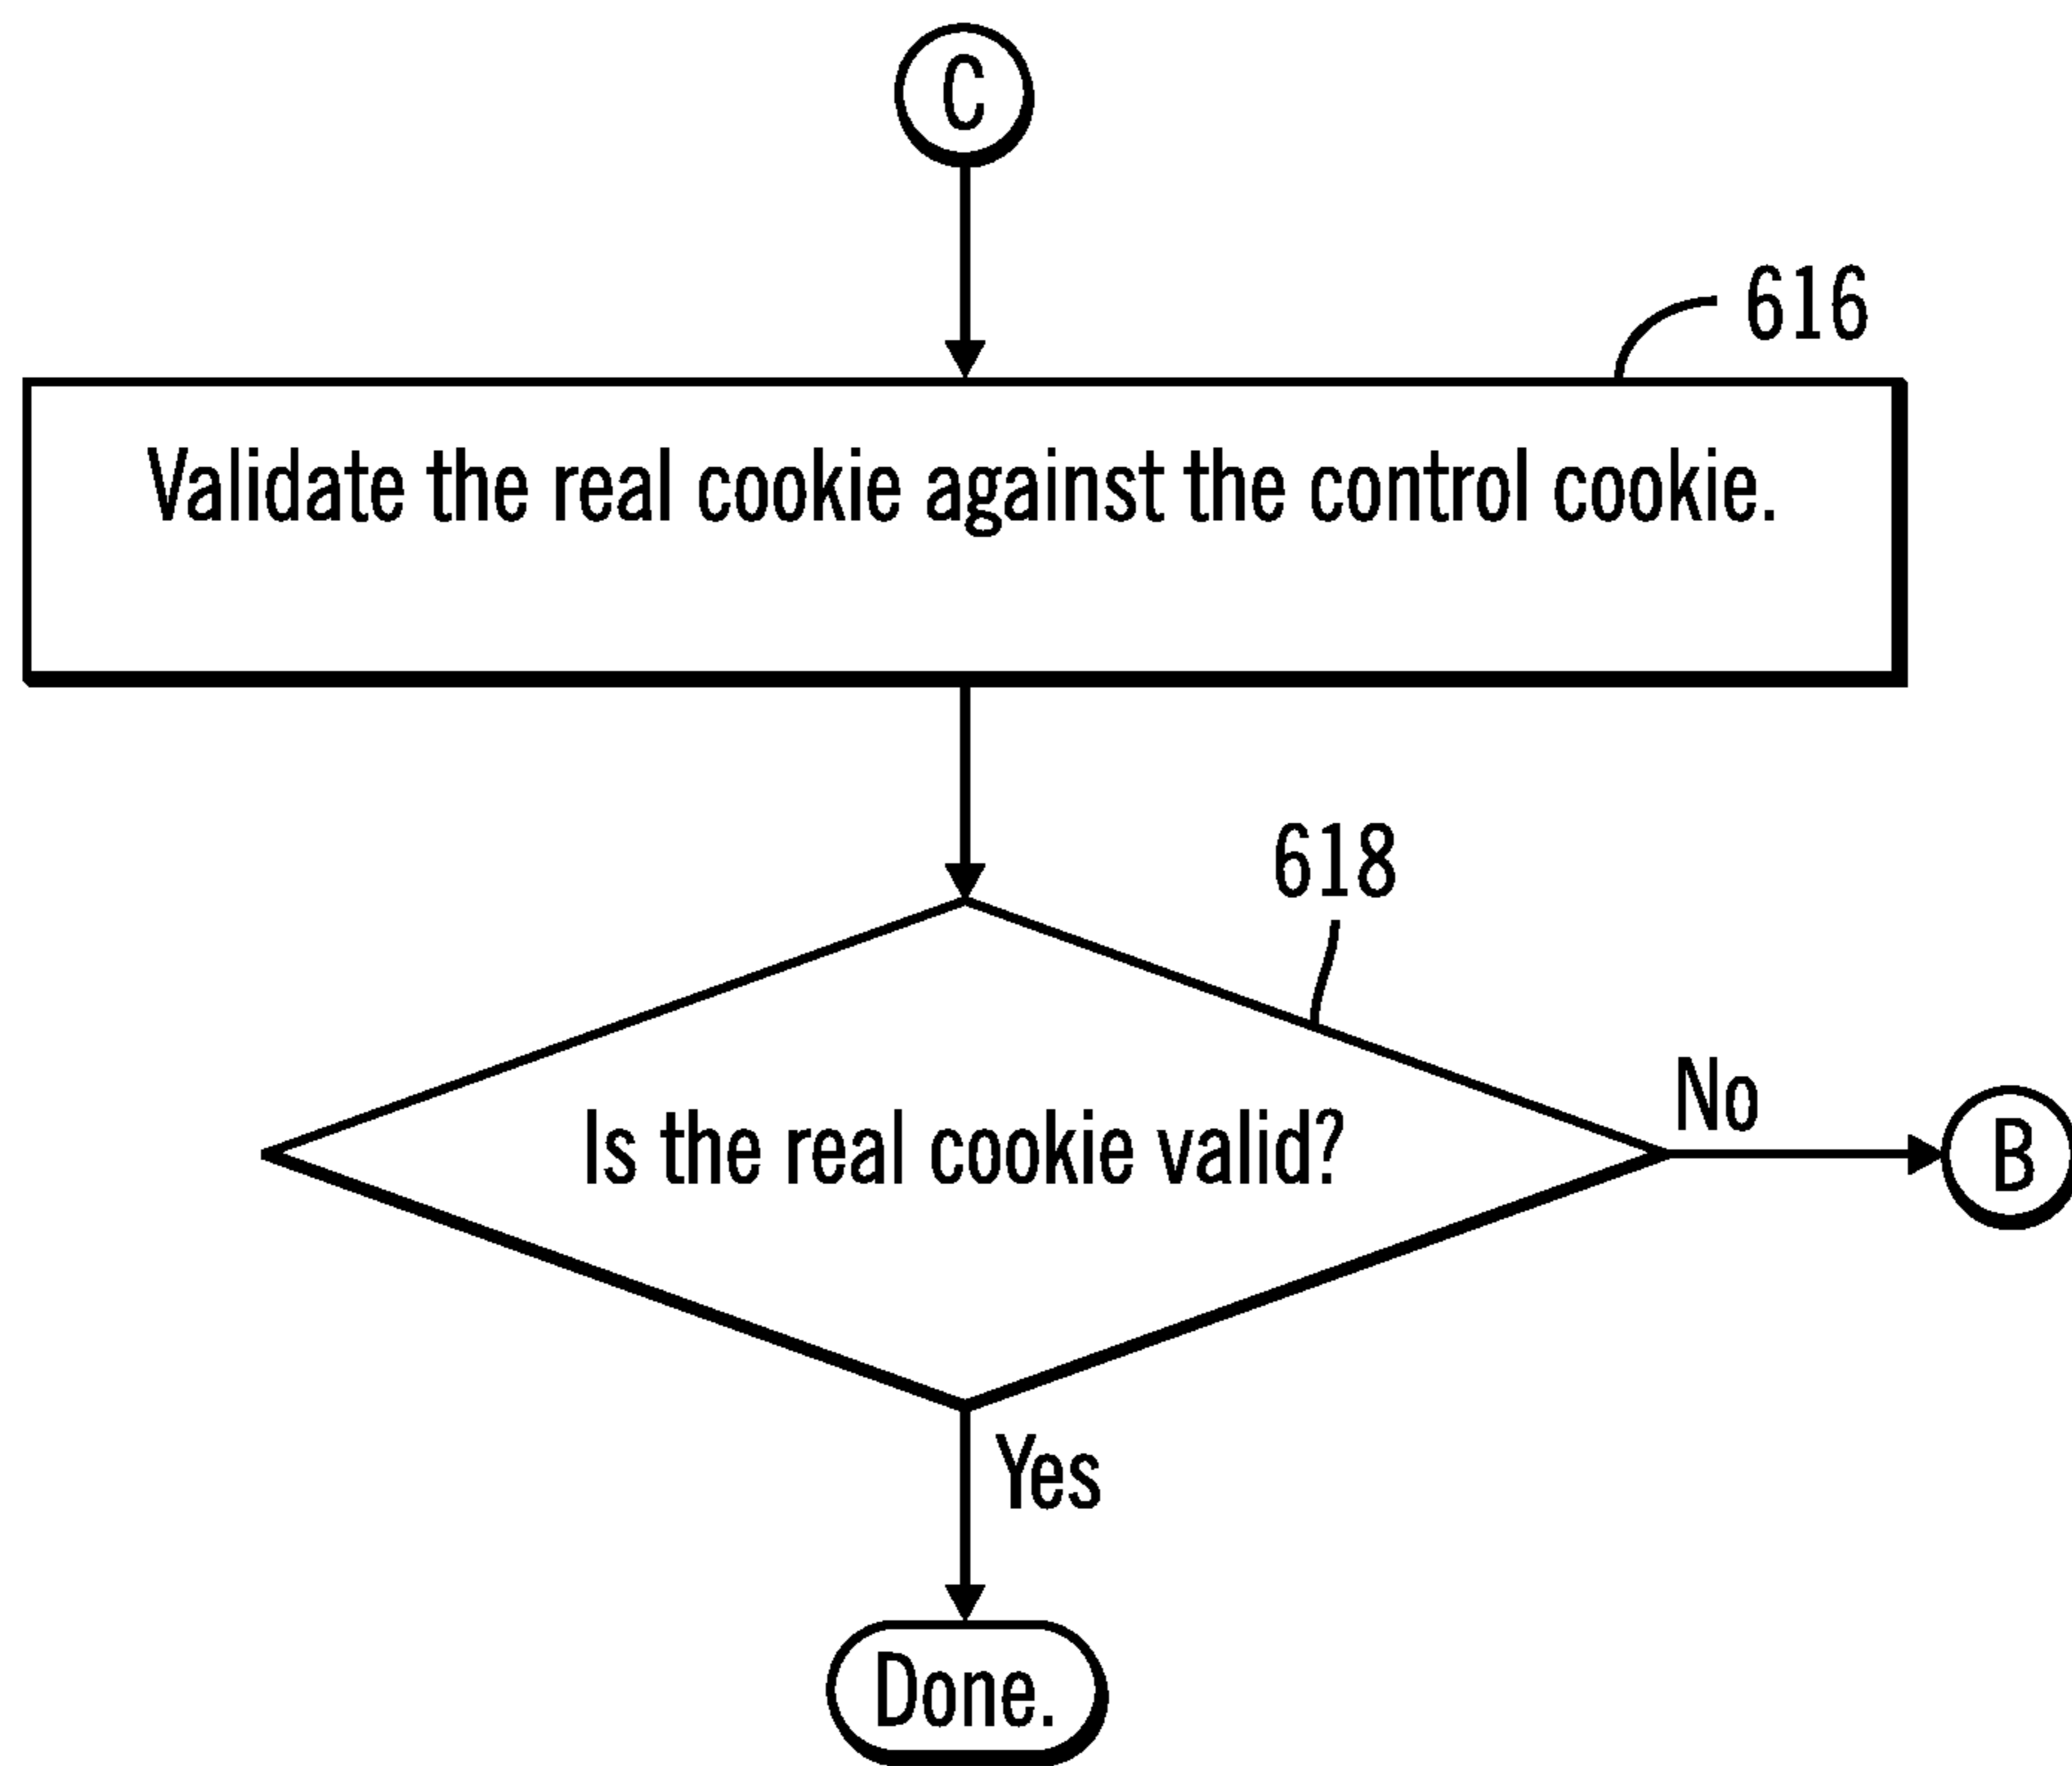 C
616
Validate the real cookie against the control cookie.
618
Is the real cookie valid?
No
B
Yes
Done.